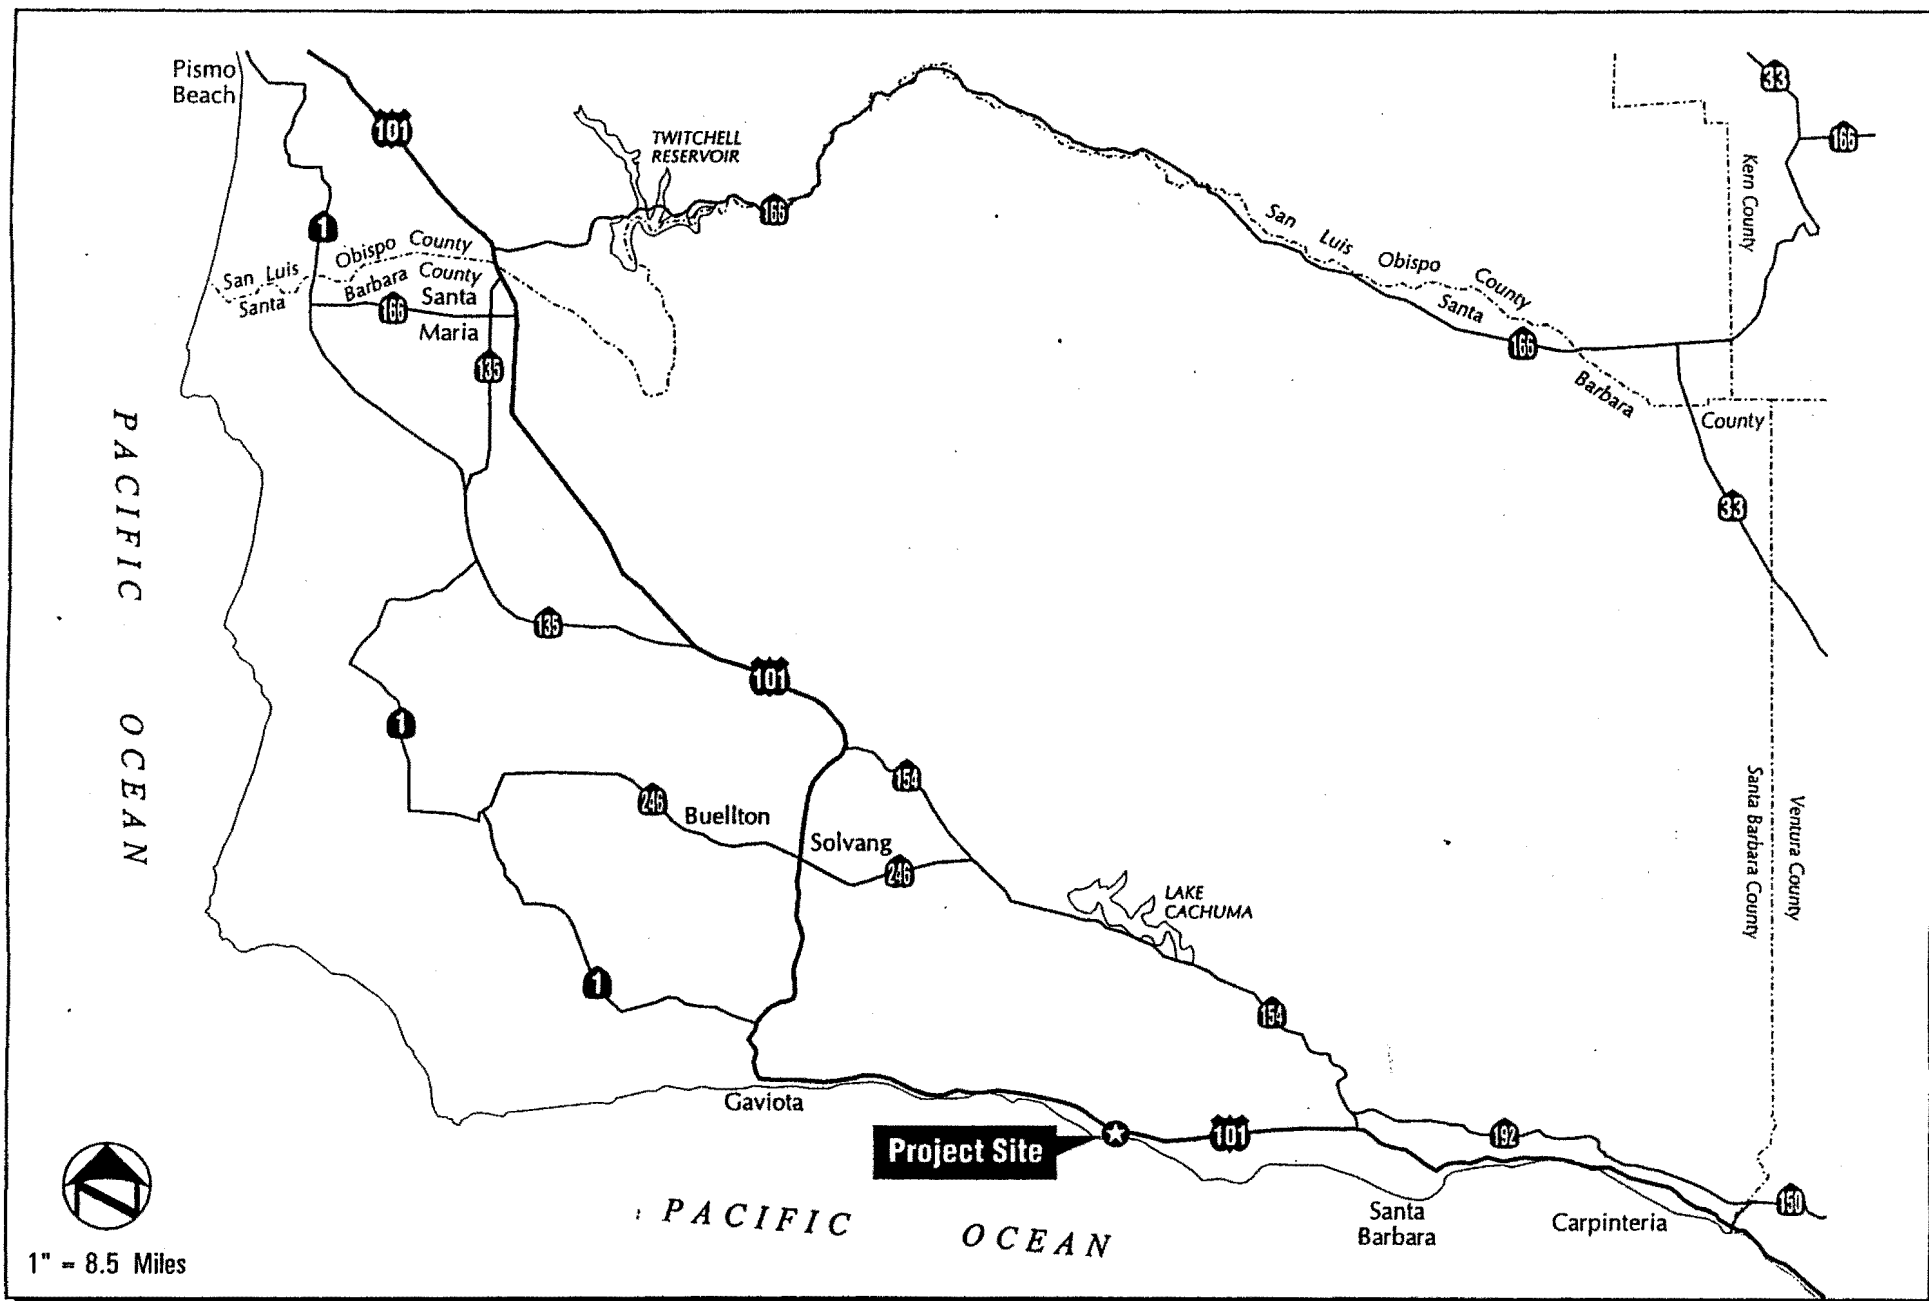 Pismo
Beach
101
TWITCHELL
RESERVOIR
33
166
Kern County
1
166
San Luis Obispo County
Santa Barbara County
San Luis Obispo County
Santa Barbara County
166
Santa
Maria
135
166
33
PACIFIC OCEAN
135
101
1
154
246
Buellton
Solvang
246
LAKE
CACHUMA
Santa Barbara County
Ventura County
1
154
Gaviota
Project Site
101
192
150
PACIFIC OCEAN
Santa
Barbara
Carpinteria
1" = 8.5 Miles